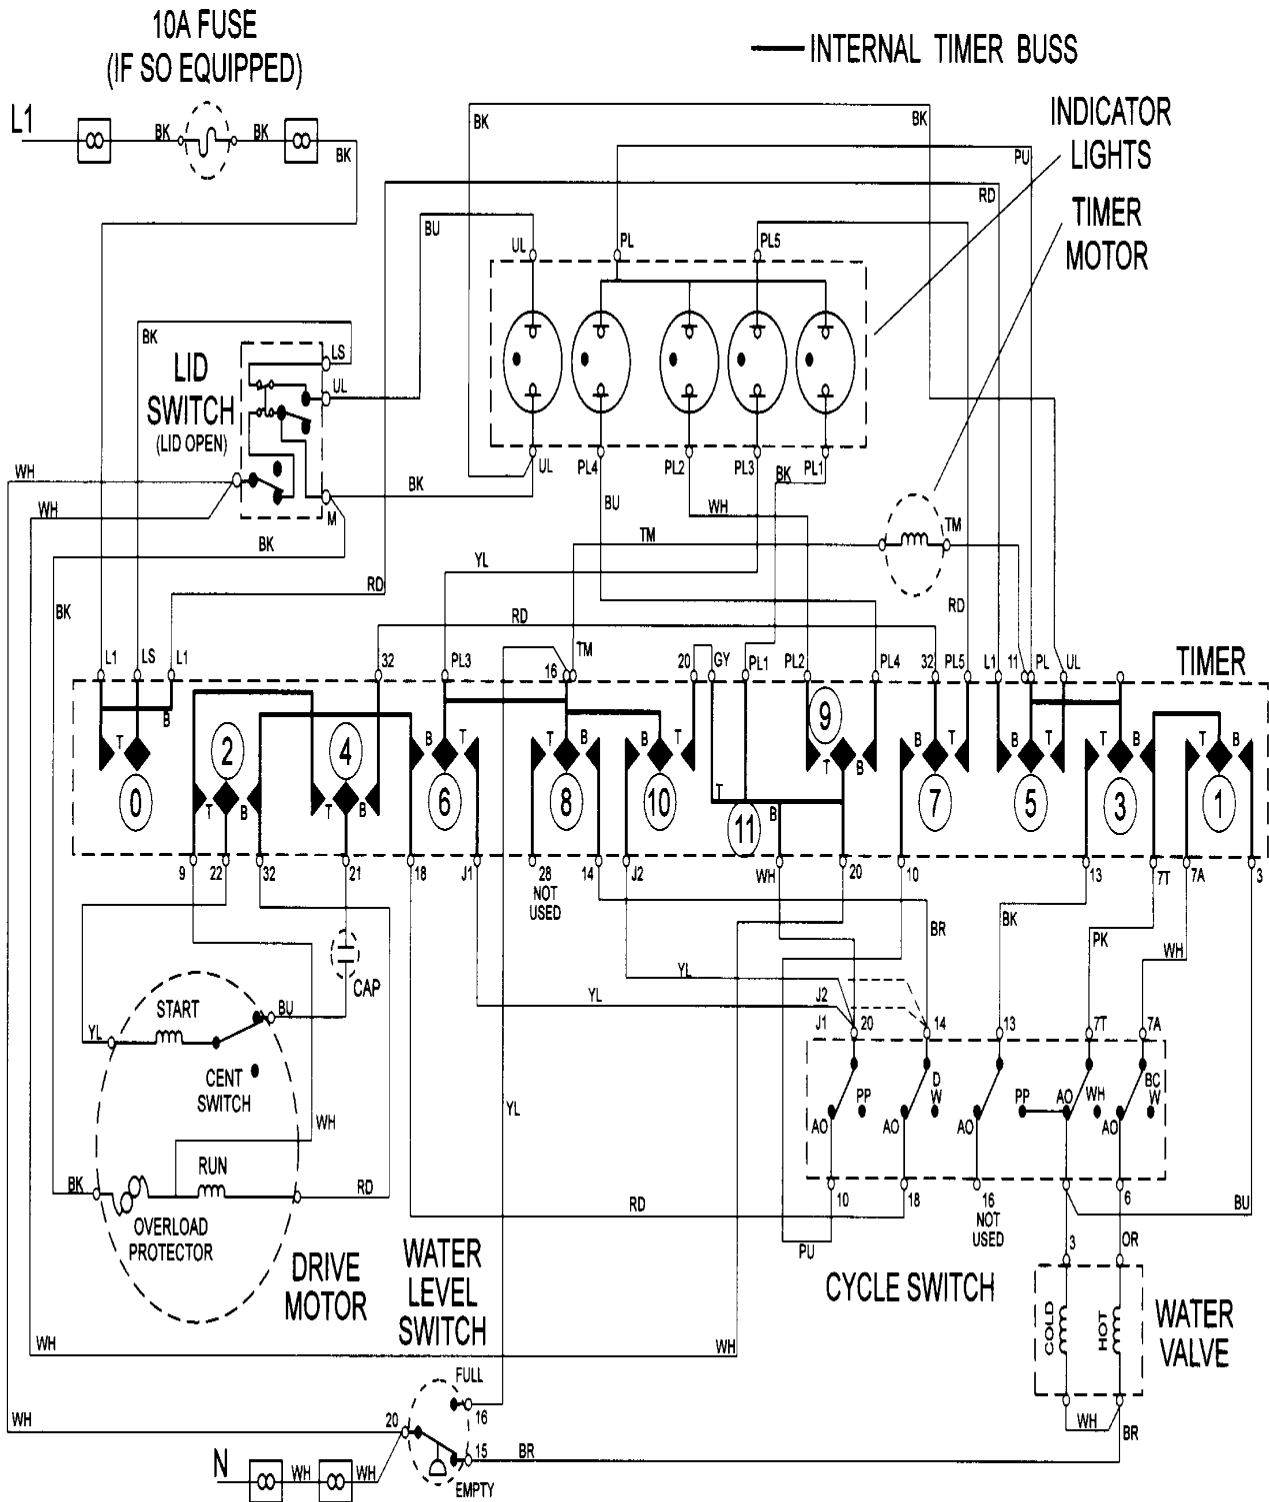 10A FUSE
(IF SO EQUIPPED)
INTERNAL TIMER BUSS
L1
BK
BK
BK
BK
BK
INDICATOR
LIGHTS
PU
RD
TIMER
MOTOR
BU
UL
PL
PL5
BK
LS
LID
SWITCH
(LID OPEN)
UL
WH
WH
BK
M
BK
UL
PL4
PL2
PL3
BK
PL1
BU
WH
TM
TM
YL
RD
RD
BK
RD
L1
LS
L1
32
PL3
16
TM
20
GY
PL1
PL2
PL4
32
PL5
L1
11
PL
UL
TIMER
B
T
0
2
T
B
4
T
B
B
T
6
T
B
8
B
T
10
T
B
11
9
T
B
B
T
7
B
T
5
T
B
3
T
B
1
9
22
32
21
18
J1
28
NOT
USED
14
J2
WH
20
10
13
7T
7A
3
CAP
BR
BK
PK
WH
YL
YL
J2
J1
20
14
13
7T
7A
START
BU
YL
CENT
SWITCH
WH
RUN
BK
RD
OVERLOAD
PROTECTOR
DRIVE
MOTOR
YL
PP
AO
D
W
AO
AO
PP
AO
WH
AO
BC
W
10
18
16
NOT
USED
6
BU
RD
PU
3
OR
CYCLE SWITCH
WATER
LEVEL
SWITCH
COLD
HOT
WATER
VALVE
WH
WH
FULL
16
WH
20
15
BR
WH
BR
EMPTY
N
WH
WH